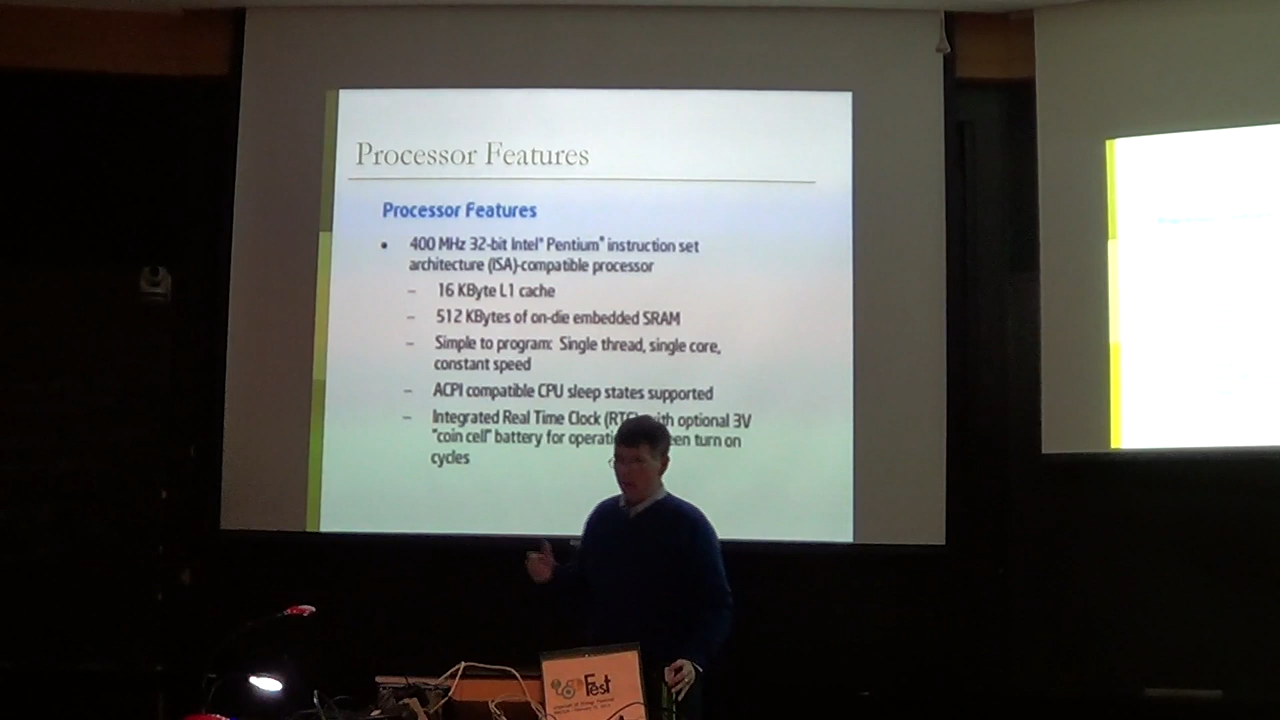 Processor Features
Processor Features
• 400 MHz 32-bit Intel® Pentium® instruction set
architecture (ISA)-compatible processor
– 16 KByte L1 cache
– 512 KBytes of on-die embedded SRAM
– Simple to program: Single thread, single core,
constant speed
– ACPI compatible CPU sleep states supported
– Integrated Real Time Clock (RTC) with optional 3V
"coin cell" battery for operati een turn on
cycles
Fest